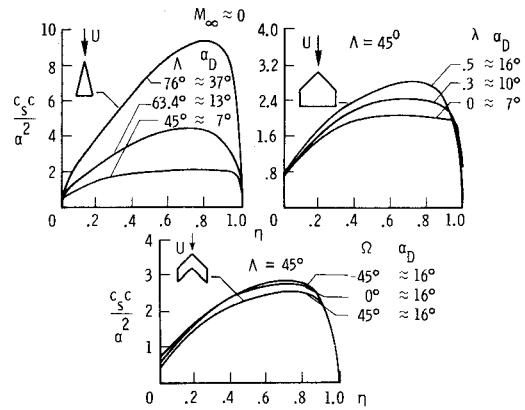 M∞ ≈ 0
U
Λ α_D
76° ≈ 37°
63.4° ≈ 13°
45° ≈ 7°
c_s c / α²
10
8
6
4
2
0 .2 .4 .6 .8 1.0
η
U
Λ = 45°
λ α_D
.5 ≈ 16°
.3 ≈ 10°
0 ≈ 7°
4.0
3.2
2.4
1.6
.8
0 .2 .4 .6 .8 1.0
U
Λ = 45°
Ω α_D
-45° ≈ 16°
0° ≈ 16°
45° ≈ 16°
c_s c / α²
4
3
2
1
0 .2 .4 .6 .8 1.0 η